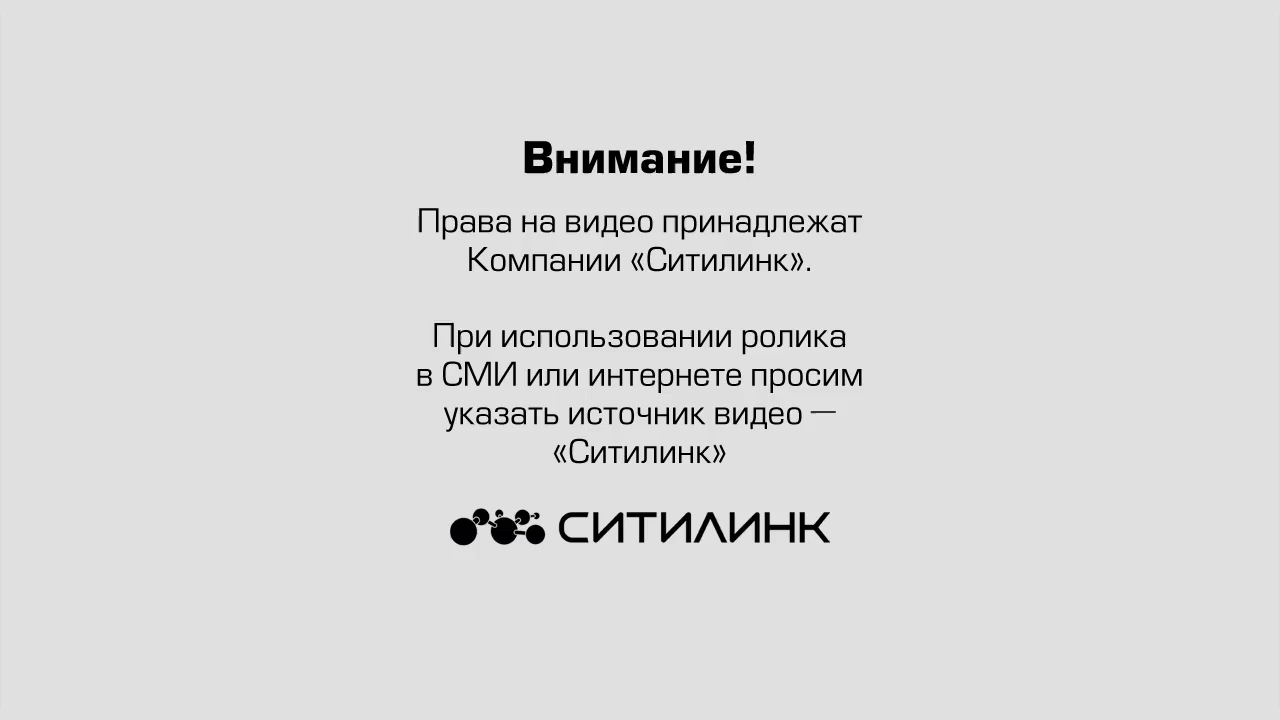 Внимание!
Права на видео принадлежат
Компании «Ситилинк».
При использовании ролика
в СМИ или интернете просим
указать источник видео —
«Ситилинк»
СИТИЛИНК